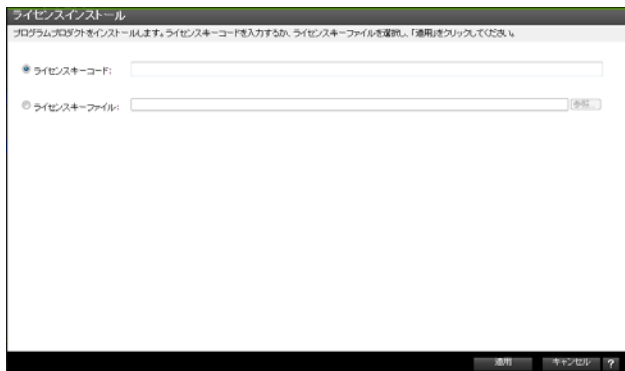 ライセンスインストール
プログラムプロダクトをインストールします。ライセンスキーコードを入力するか、ライセンスキーファイルを選択し、「適用」をクリックしてください。
ライセンスキーコード:
ライセンスキーファイル: 参照...
適用 キャンセル ?